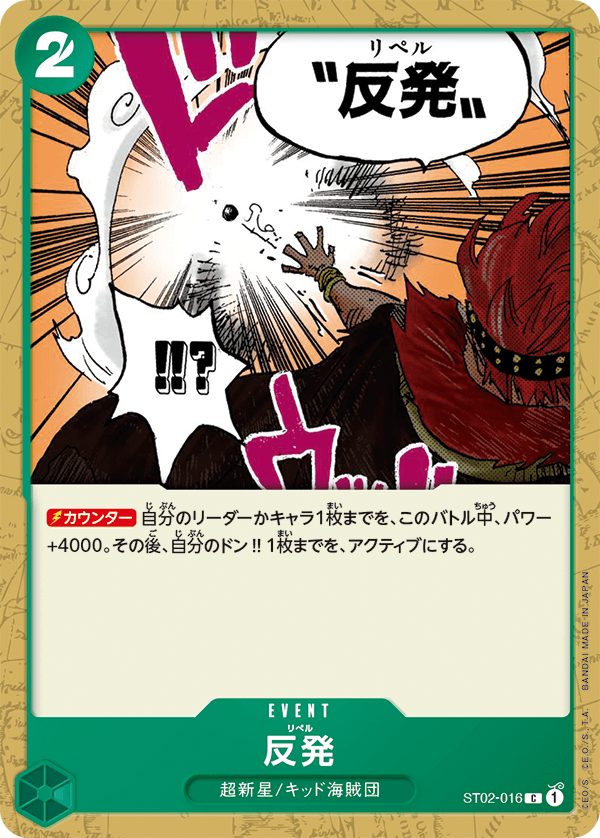 2
リペル
"反発"
!!?
ドン
ウッ
カウンター 自分のリーダーかキャラ1枚までを、このバトル中、パワー
+4000。その後、自分のドン!! 1枚までを、アクティブにする。
EVENT
リペル
反発
超新星/キッド海賊団
ST02-016 C 1
©E.O./S. ©E.O./S.,T.A. BANDAI MADE IN JAPAN